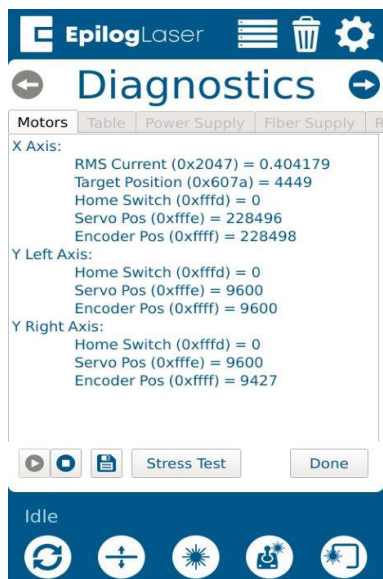 EpilogLaser
Diagnostics
Motors Table Power Supply Fiber Supply R
X Axis:
RMS Current (0x2047) = 0.404179
Target Position (0x607a) = 4449
Home Switch (0xfffd) = 0
Servo Pos (0xfffe) = 228496
Encoder Pos (0xffff) = 228498
Y Left Axis:
Home Switch (0xfffd) = 0
Servo Pos (0xfffe) = 9600
Encoder Pos (0xffff) = 9600
Y Right Axis:
Home Switch (0xfffd) = 0
Servo Pos (0xfffe) = 9600
Encoder Pos (0xffff) = 9427
Stress Test Done
Idle